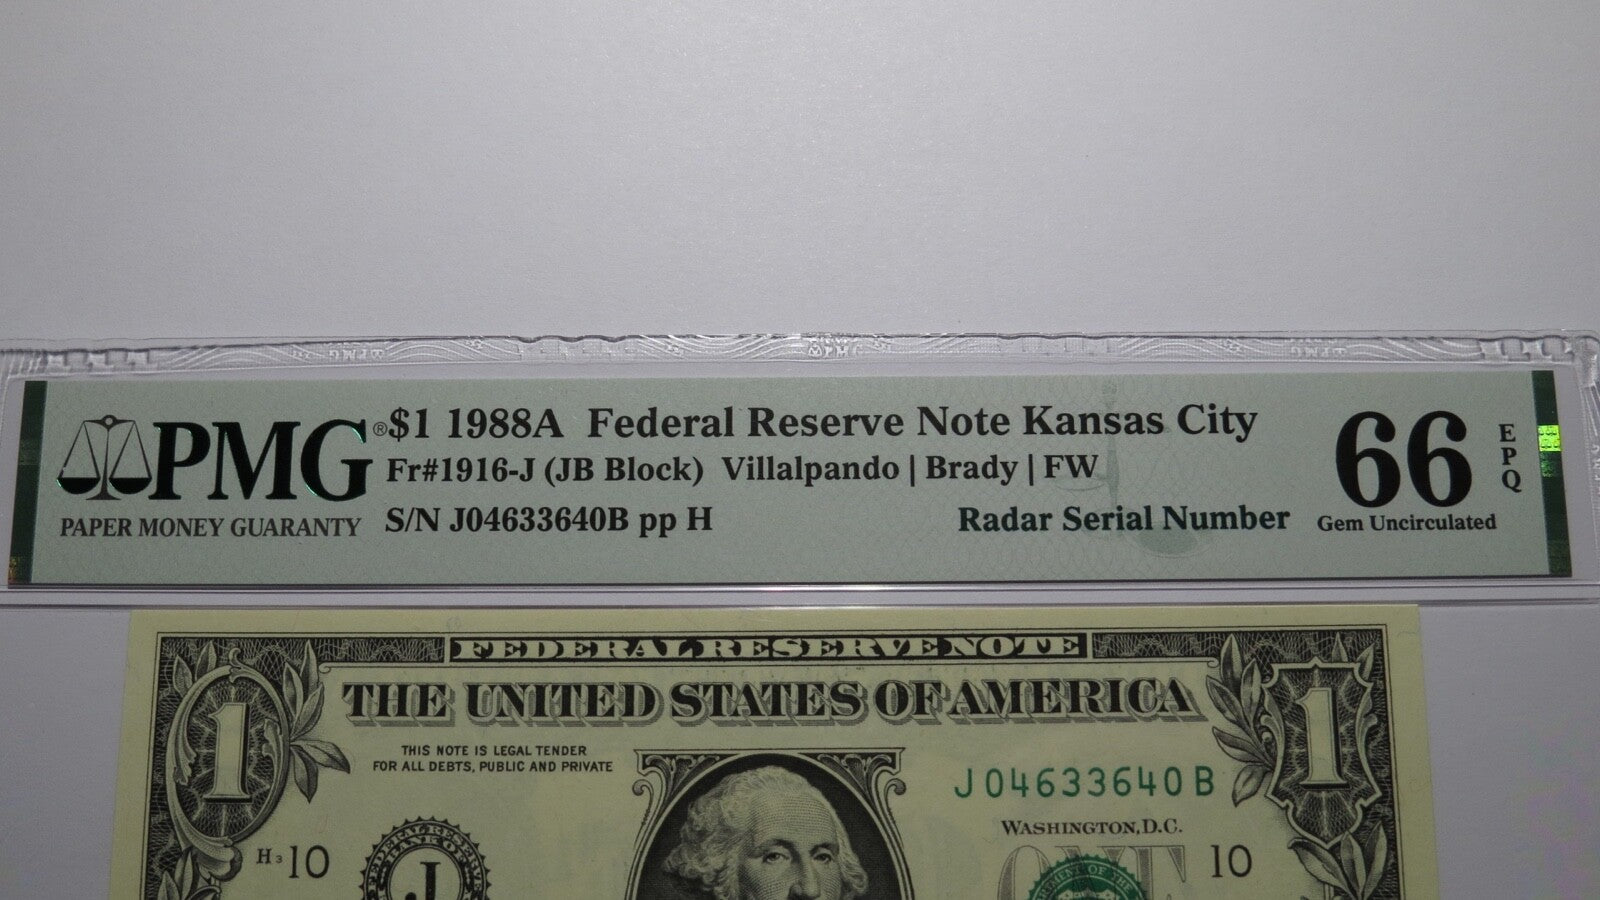 PMG
®
PAPER MONEY GUARANTY
$1 1988A Federal Reserve Note Kansas City
Fr#1916-J (JB Block) Villalpando | Brady | FW
S/N J04633640B pp H
Radar Serial Number
66
EPQ
Gem Uncirculated
FEDERAL RESERVE NOTE
THE UNITED STATES OF AMERICA
1
1
THIS NOTE IS LEGAL TENDER
FOR ALL DEBTS, PUBLIC AND PRIVATE
J 04633640 B
WASHINGTON, D.C.
H3 10
J
ONE
10